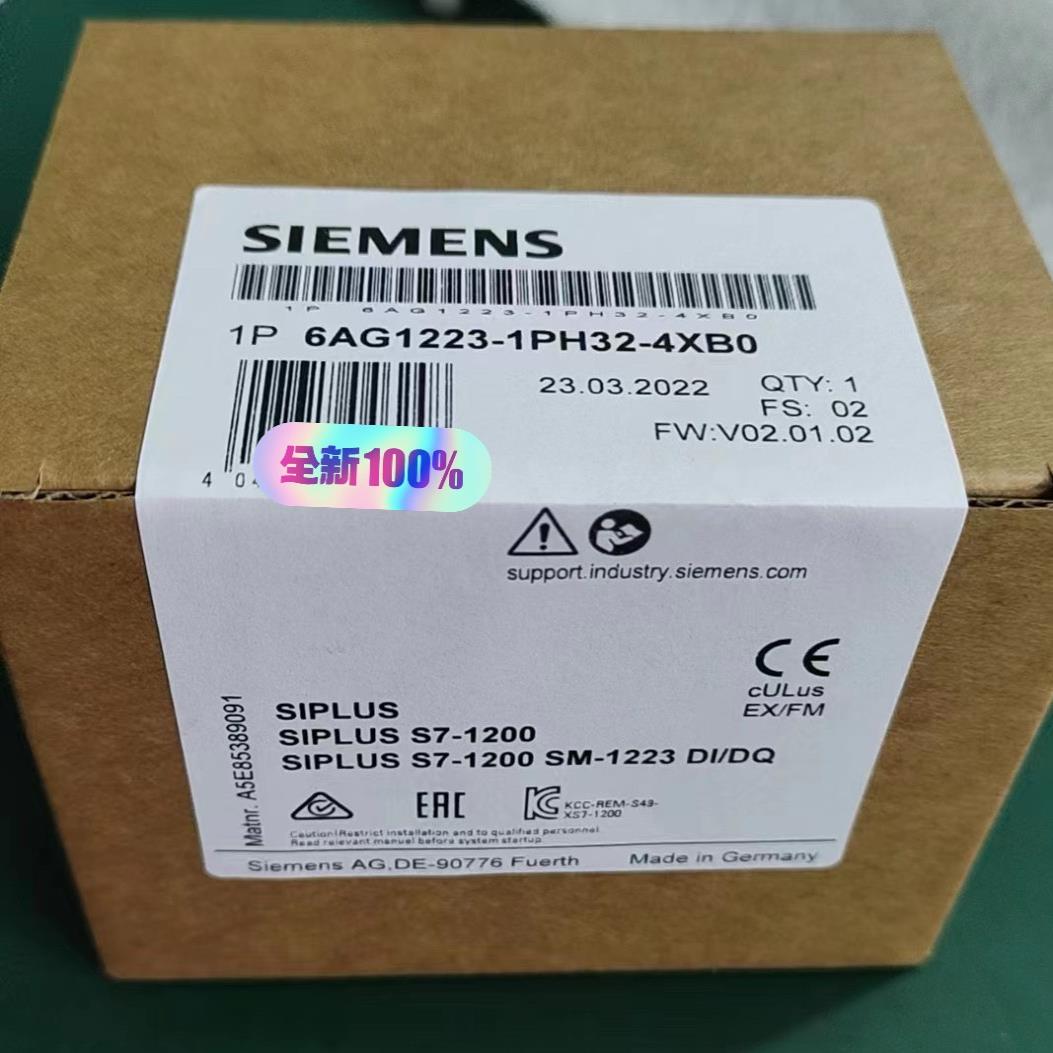 SIEMENS
1P 6AG1223-1PH32-4XB0
1P 6AG1223-1PH32-4XB0
23.03.2022 QTY: 1
FS: 02
FW:V02.01.02
4 04
全新100%
support.industry.siemens.com
CE
cULus
EX/FM
Matnr. A5E85389091
SIPLUS
SIPLUS S7-1200
SIPLUS S7-1200 SM-1223 DI/DQ
EAC KCC-REM-S49-
XS7-1200
Caution!Restrict installation and to qualified personnel.
Read relevant manual before system startup.
Siemens AG,DE-90776 Fuerth Made in Germany